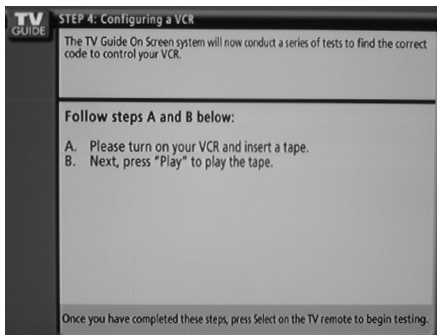 TV
GUIDE
STEP 4: Configuring a VCR
The TV Guide On Screen system will now conduct a series of tests to find the correct
code to control your VCR.
Follow steps A and B below:
A. Please turn on your VCR and insert a tape.
B. Next, press "Play" to play the tape.
Once you have completed these steps, press Select on the TV remote to begin testing.